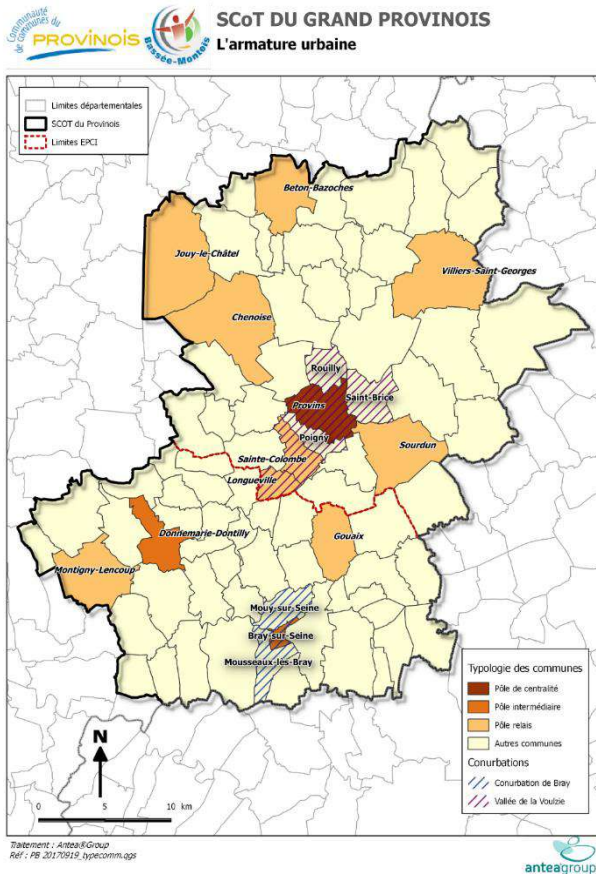 Communauté
de communes du
PROVINOIS
Bassée-Montois
SCoT DU GRAND PROVINOIS
L'armature urbaine
Limites départementales
SCOT du Provinois
Limites EPCI
Beton-Bazoches
Jouy-le-Châtel
Villiers-Saint-Georges
Chenoise
Rouilly
Saint-Brice
Provins
Poigny
Sourdun
Sainte-Colombe
Longueville
Donnemarie-Dontilly
Gouaix
Montigny-Lencoup
Mouy-sur-Seine
Bray-sur-Seine
Mousseaux-lès-Bray
Typologie des communes
Pôle de centralité
Pôle intermédiaire
Pôle relais
Autres communes
Conurbations
Conurbation de Bray
Vallée de la Voulzie
N
0 5 10 km
Traitement : Antea®Group
Réf : PB 20170919_typecomm.qgs
anteagroup